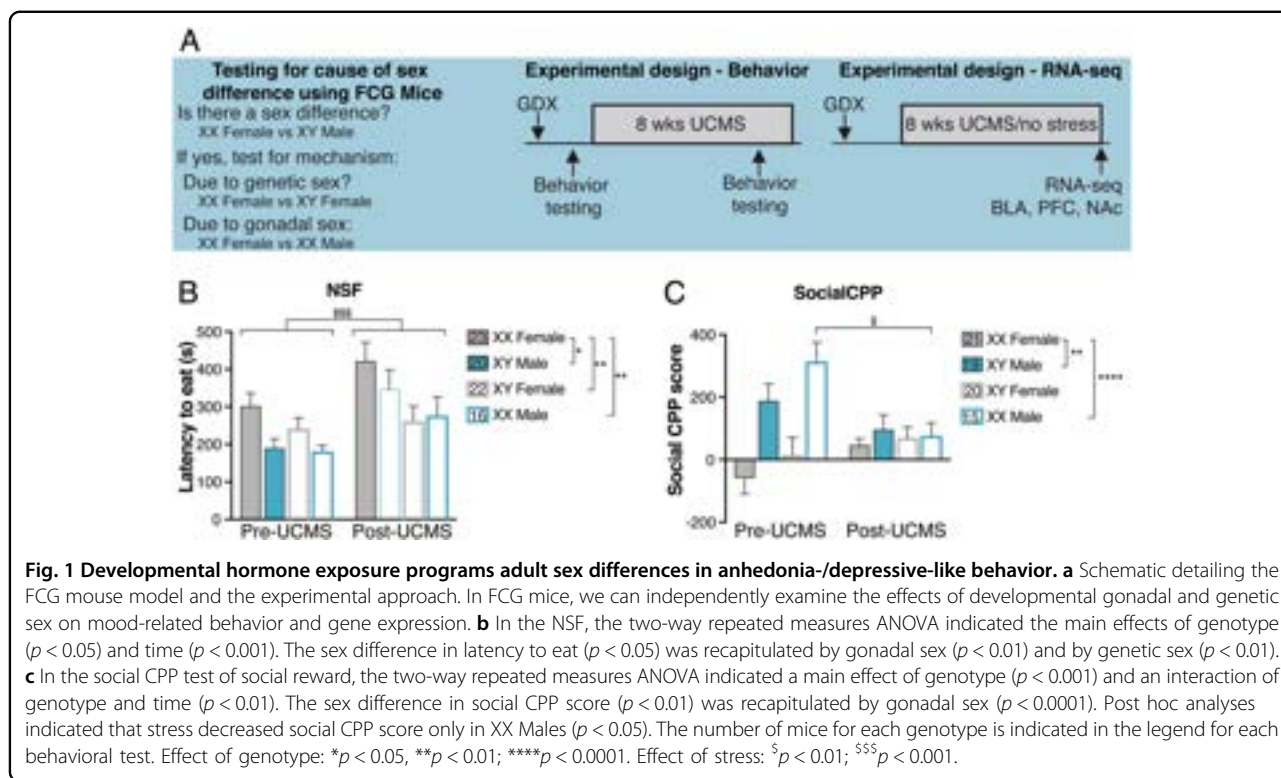 A
Testing for cause of sex
difference using FCG Mice
Is there a sex difference?
XX Female vs XY Male
If yes, test for mechanism:
Due to genetic sex?
XX Female vs XY Female
Due to gonadal sex:
XX Female vs XX Male
Experimental design - Behavior
GDX
8 wks UCMS
Behavior
testing
Behavior
testing
Experimental design - RNA-seq
GDX
8 wks UCMS/no stress
RNA-seq
BLA, PFC, NAc
B
NSF
Latency to eat (s)
500
400
300
200
100
0
Pre-UCMS
Post-UCMS
XX Female
XY Male
22 XY Female
16 XX Male
*
**
**
C
SocialCPP
Social CPP score
400
200
0
-200
Pre-UCMS
Post-UCMS
21 XX Female
XY Male
20 XY Female
XX Male
**
****
Fig. 1 Developmental hormone exposure programs adult sex differences in anhedonia-/depressive-like behavior. a Schematic detailing the
FCG mouse model and the experimental approach. In FCG mice, we can independently examine the effects of developmental gonadal and genetic
sex on mood-related behavior and gene expression. b In the NSF, the two-way repeated measures ANOVA indicated the main effects of genotype
(p < 0.05) and time (p < 0.001). The sex difference in latency to eat (p < 0.05) was recapitulated by gonadal sex (p < 0.01) and by genetic sex (p < 0.01).
c In the social CPP test of social reward, the two-way repeated measures ANOVA indicated a main effect of genotype (p < 0.001) and an interaction of
genotype and time (p < 0.01). The sex difference in social CPP score (p < 0.01) was recapitulated by gonadal sex (p < 0.0001). Post hoc analyses
indicated that stress decreased social CPP score only in XX Males (p < 0.05). The number of mice for each genotype is indicated in the legend for each
behavioral test. Effect of genotype: *p < 0.05, **p < 0.01; ****p < 0.0001. Effect of stress: $p < 0.01; $$$p < 0.001.